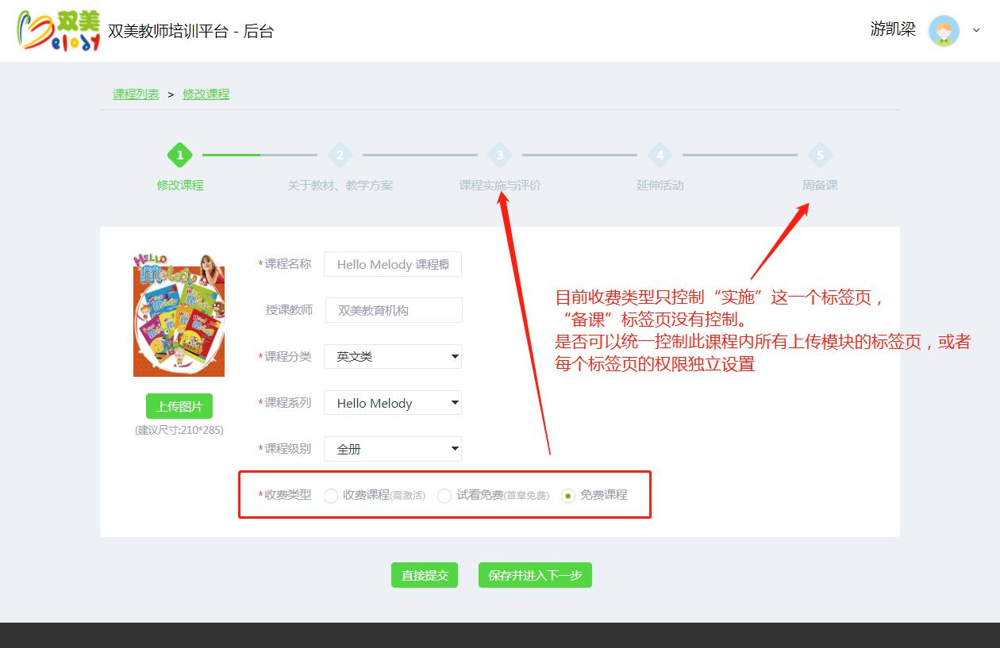 双美
elody
双美教师培训平台 - 后台
游凯梁
课程列表 > 修改课程
1
2
3
4
5
修改课程
关于教材、教学方案
课程实施与评价
延伸活动
周备课
HELLO
Melody
上传图片
(建议尺寸:210*285)
*课程名称
Hello Melody 课程概
授课教师
双美教育机构
*课程分类
英文类
*课程系列
Hello Melody
*课程级别
全册
*收费类型
收费课程(需激活)
试看免费(首章免费)
免费课程
目前收费类型只控制“实施”这一个标签页，
“备课”标签页没有控制。
是否可以统一控制此课程内所有上传模块的标签页，或者
每个标签页的权限独立设置
直接提交
保存并进入下一步